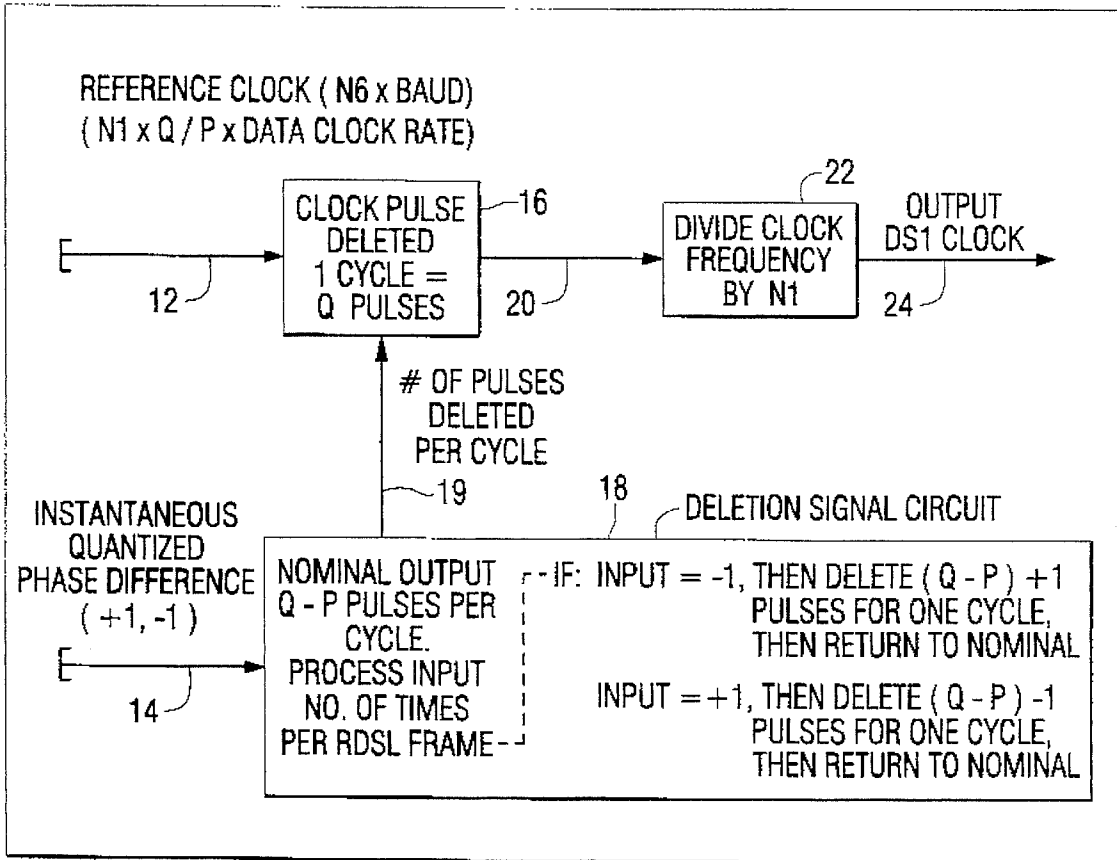 REFERENCE CLOCK ( N6 x BAUD)
( N1 x Q / P x DATA CLOCK RATE)
CLOCK PULSE
DELETED
1 CYCLE =
Q PULSES
16
22
DIVIDE CLOCK
FREQUENCY
BY N1
OUTPUT
DS1 CLOCK
12
20
24
# OF PULSES
DELETED
PER CYCLE
19
18
DELETION SIGNAL CIRCUIT
INSTANTANEOUS
QUANTIZED
PHASE DIFFERENCE
( +1, -1 )
14
NOMINAL OUTPUT
Q - P PULSES PER
CYCLE.
PROCESS INPUT
NO. OF TIMES
PER RDSL FRAME
IF: INPUT = -1, THEN DELETE ( Q - P ) +1
PULSES FOR ONE CYCLE,
THEN RETURN TO NOMINAL
INPUT = +1, THEN DELETE ( Q - P ) -1
PULSES FOR ONE CYCLE,
THEN RETURN TO NOMINAL